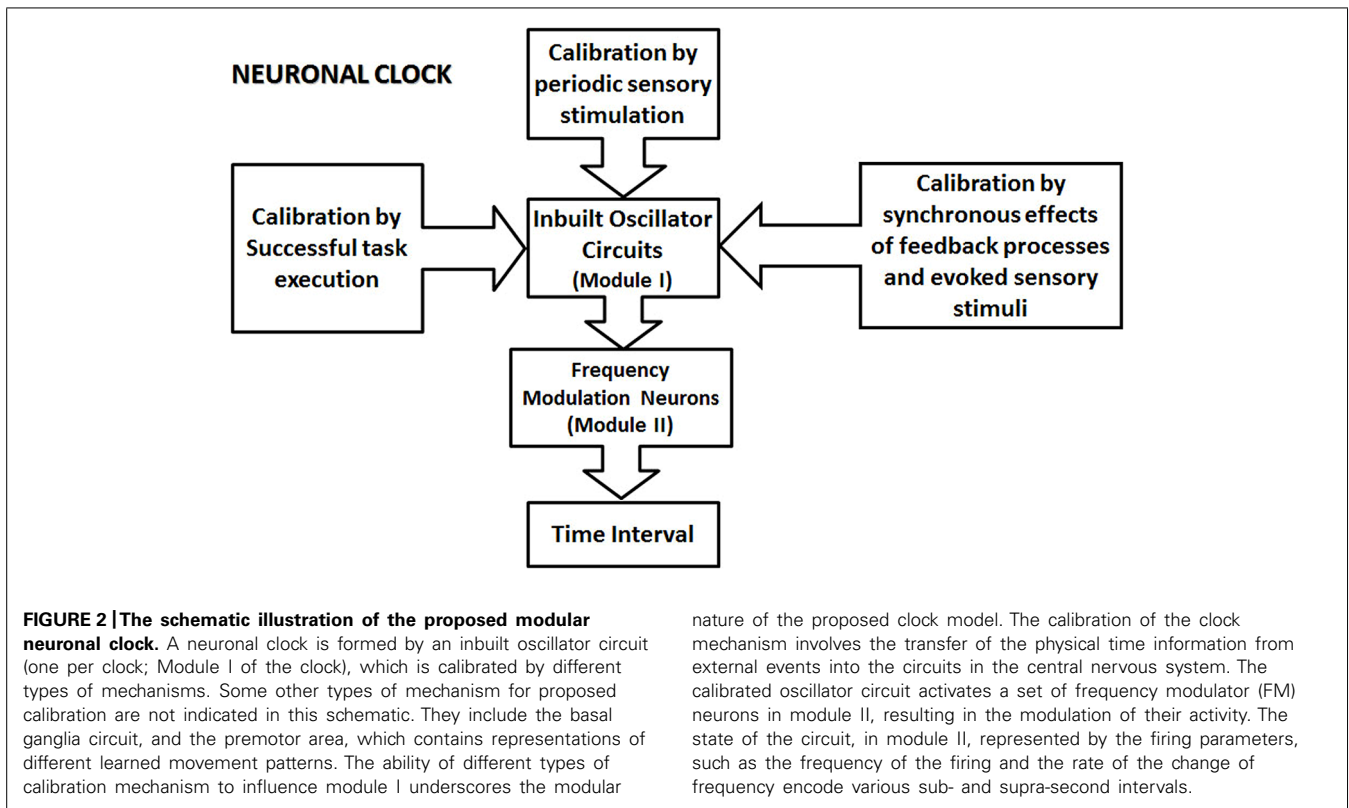 NEURONAL CLOCK
Calibration by
periodic sensory
stimulation
Calibration by
Successful task
execution
Inbuilt Oscillator
Circuits
(Module I)
Calibration by
synchronous effects
of feedback processes
and evoked sensory
stimuli
Frequency
Modulation Neurons
(Module II)
Time Interval
FIGURE 2 | The schematic illustration of the proposed modular
neuronal clock. A neuronal clock is formed by an inbuilt oscillator circuit
(one per clock; Module I of the clock), which is calibrated by different
types of mechanisms. Some other types of mechanism for proposed
calibration are not indicated in this schematic. They include the basal
ganglia circuit, and the premotor area, which contains representations of
different learned movement patterns. The ability of different types of
calibration mechanism to influence module I underscores the modular
nature of the proposed clock model. The calibration of the clock
mechanism involves the transfer of the physical time information from
external events into the circuits in the central nervous system. The
calibrated oscillator circuit activates a set of frequency modulator (FM)
neurons in module II, resulting in the modulation of their activity. The
state of the circuit, in module II, represented by the firing parameters,
such as the frequency of the firing and the rate of the change of
frequency encode various sub- and supra-second intervals.